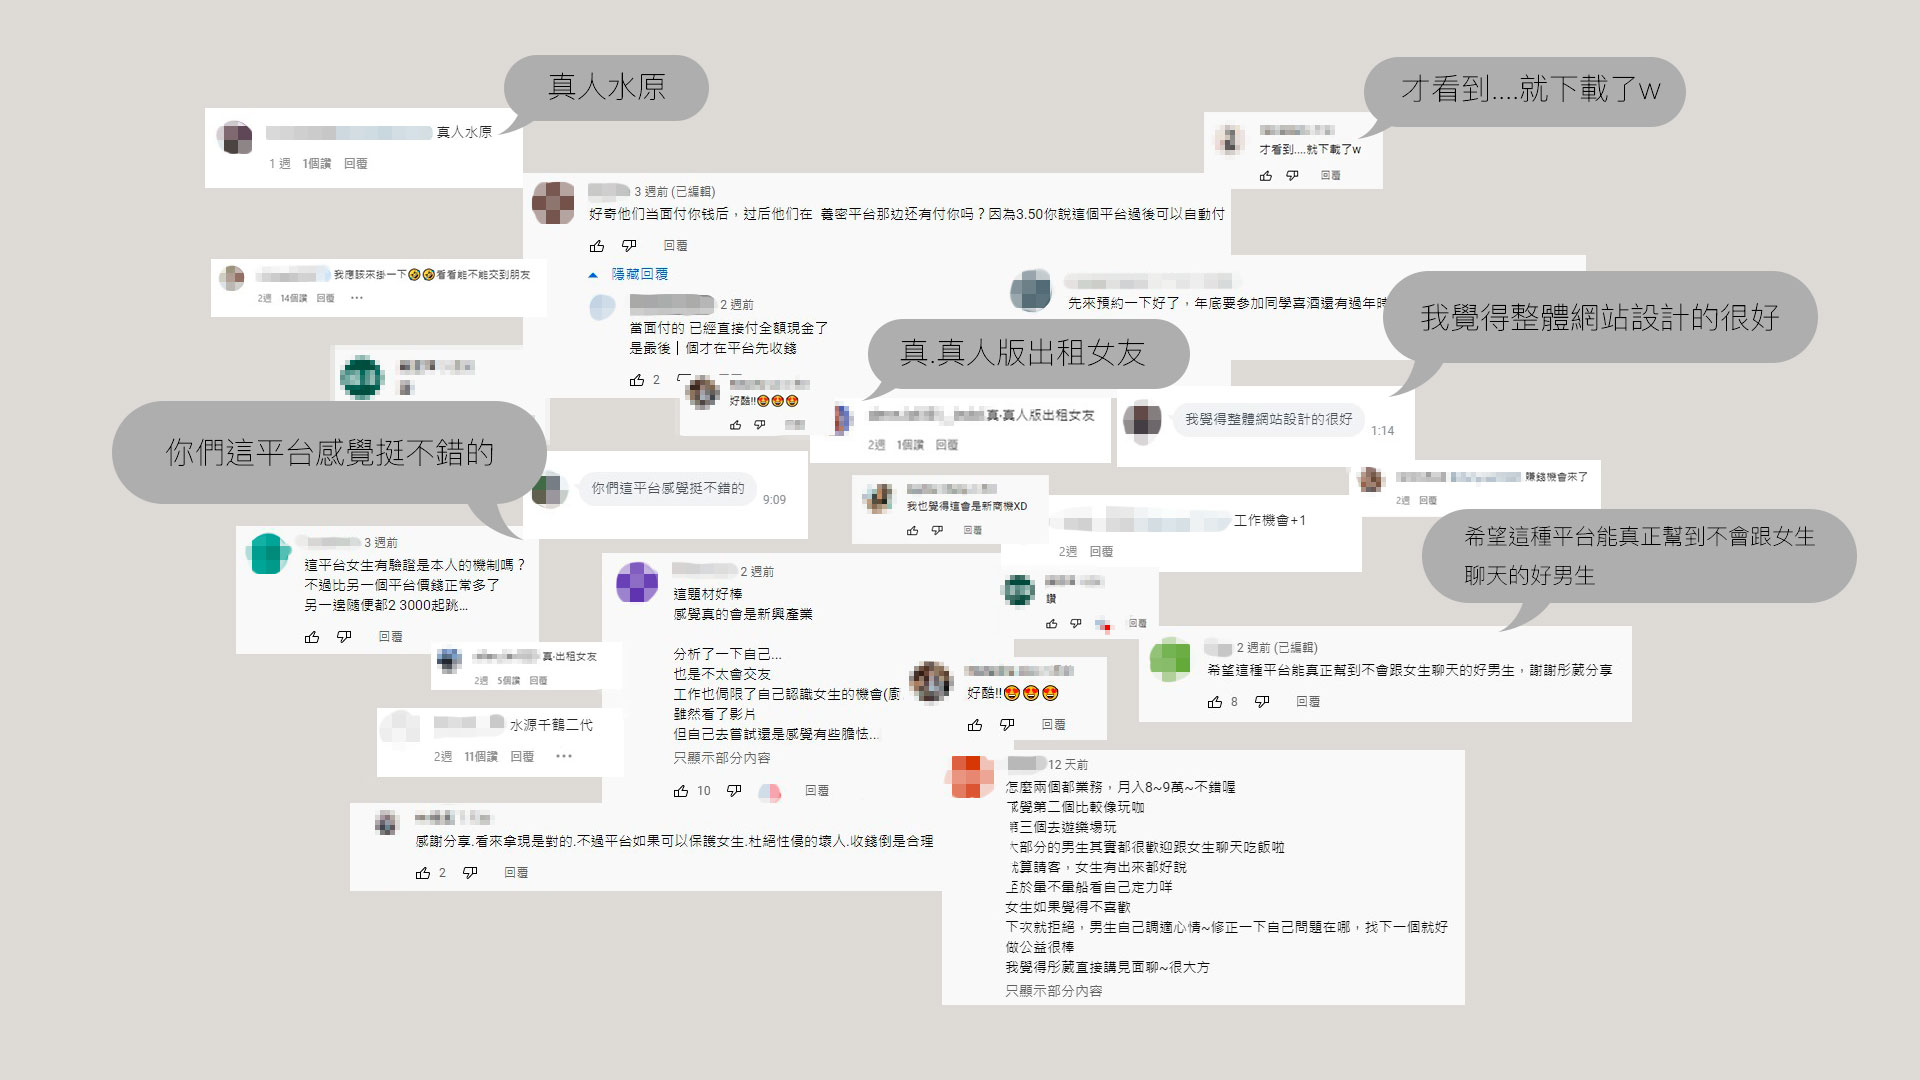 真人水原
才看到....就下載了w
真人水原
1 週 1個讚 回覆
才看到....就下載了w
回覆
3 週前 (已編輯)
好奇他们当面付你钱后，过后他们在 養密平台那边还有付你吗？因為3.50你說這個平台過後可以自動付
回覆
隱藏回覆
2 週前
當面付的 已經直接付全額現金了
是最後｜個才在平台先收錢
2
我應該來掛一下🤣🤣看看能不能交到朋友
2週 14個讚 回覆 ...
先來預約一下好了，年底要參加同學喜酒還有過年時
我覺得整體網站設計的很好
真.真人版出租女友
好酷!!🤩🤩🤩
真.真人版出租女友
2週 1個讚 回覆
我覺得整體網站設計的很好
1:14
你們這平台感覺挺不錯的
你們這平台感覺挺不錯的
9:09
我也覺得這會是新商機XD
回覆
賺錢機會來了
2週 回覆
工作機會+1
2週 回覆
希望這種平台能真正幫到不會跟女生
聊天的好男生
3 週前
這平台女生有驗證是本人的機制嗎？
不過比另一個平台價錢正常多了
另一邊隨便都2 3000起跳...
回覆
真.出租女友
2週 5個讚 回覆
2 週前
這題材好棒
感覺真的會是新興產業
分析了一下自己...
也是不太會交友
工作也侷限了自己認識女生的機會(廚
雖然看了影片
但自己去嘗試還是感覺有些膽怯...
只顯示部分內容
10 回覆
讚
回覆
2 週前 (已編輯)
希望這種平台能真正幫到不會跟女生聊天的好男生，謝謝彤葳分享
8 回覆
好酷!!🤩🤩🤩
回覆
水源千鶴二代
2週 11個讚 回覆 ...
感謝分享.看來拿現是對的.不過平台如果可以保護女生.杜絕性侵的壞人.收錢倒是合理
2 回覆
12 天前
怎麼兩個都業務，月入8~9萬~不錯喔
感覺第二個比較像玩咖
第三個去遊樂場玩
大部分的男生其實都很歡迎跟女生聊天吃飯啦
就算請客，女生有出來都好說
至於暈不暈船看自己定力咩
女生如果覺得不喜歡
下次就拒絕，男生自己調適心情~修正一下自己問題在哪，找下一個就好
做公益很棒
我覺得彤葳直接講見面聊~很大方
只顯示部分內容